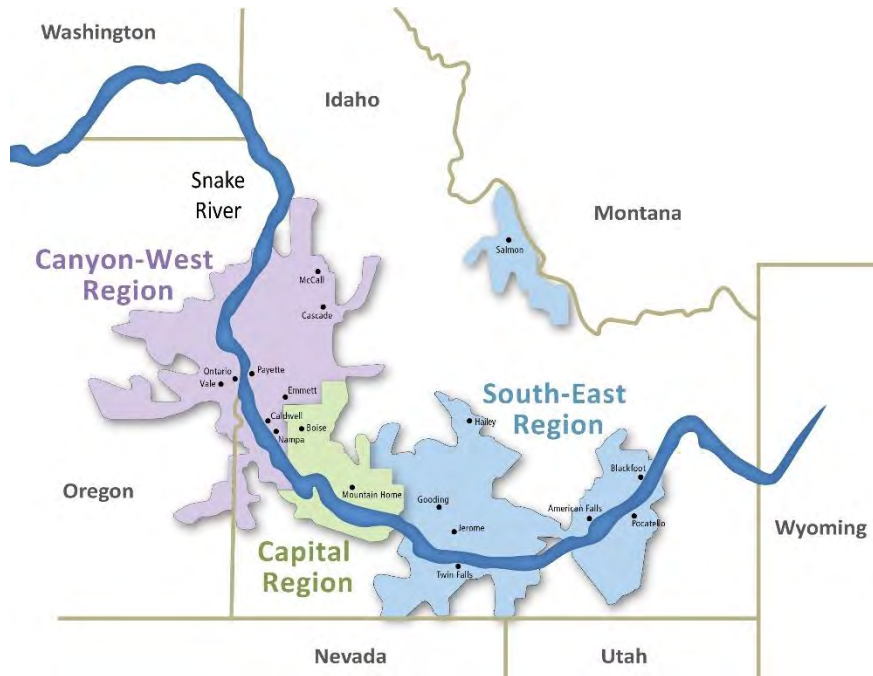 Washington
Idaho
Snake
River
Montana
Salmon
Canyon-West
Region
McCall
Cascade
Ontario
Payette
Vale
Emmett
South-East
Region
Caldwell
Boise
Hailey
Nampa
Blackfoot
Oregon
Mountain Home
Gooding
American Falls
Pocatello
Wyoming
Jerome
Capital
Region
Twin Falls
Nevada
Utah